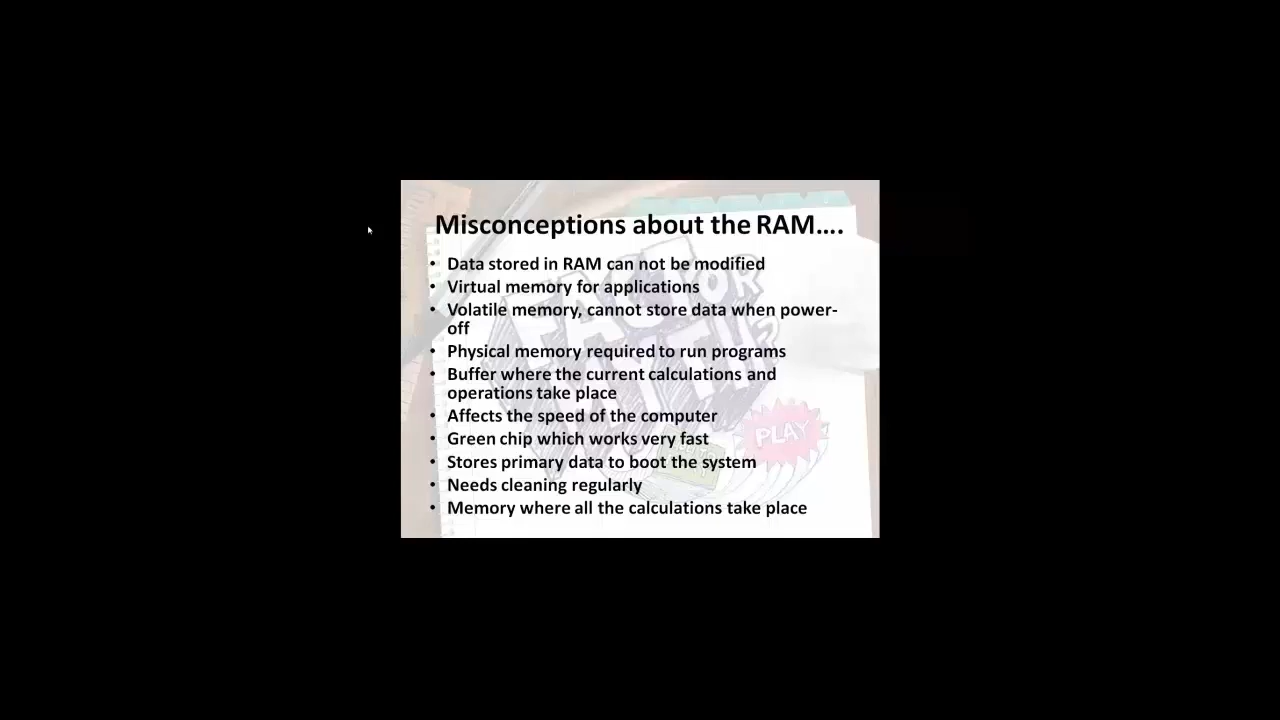 Misconceptions about the RAM....
• Data stored in RAM can not be modified
• Virtual memory for applications
• Volatile memory, cannot store data when power-
off
• Physical memory required to run programs
• Buffer where the current calculations and
operations take place
• Affects the speed of the computer
• Green chip which works very fast
• Stores primary data to boot the system
• Needs cleaning regularly
• Memory where all the calculations take place
FACT OR
MYTH?
PLAY